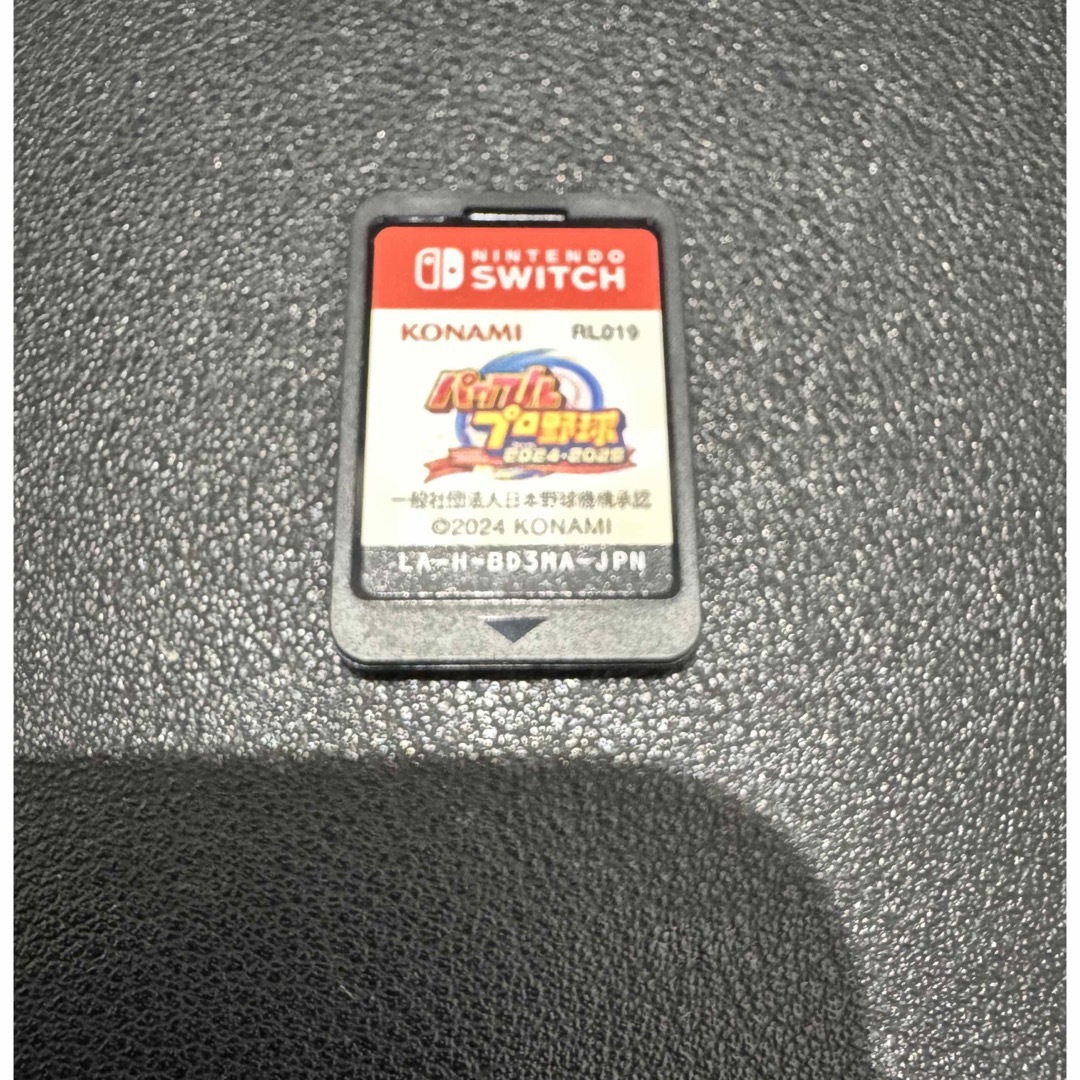 NINTENDO
SWITCH
KONAMI RL019
パワフル
プロ野球
2024-2025
一般社団法人日本野球機構承認
©2024 KONAMI
LA-H-BD3MA-JPN